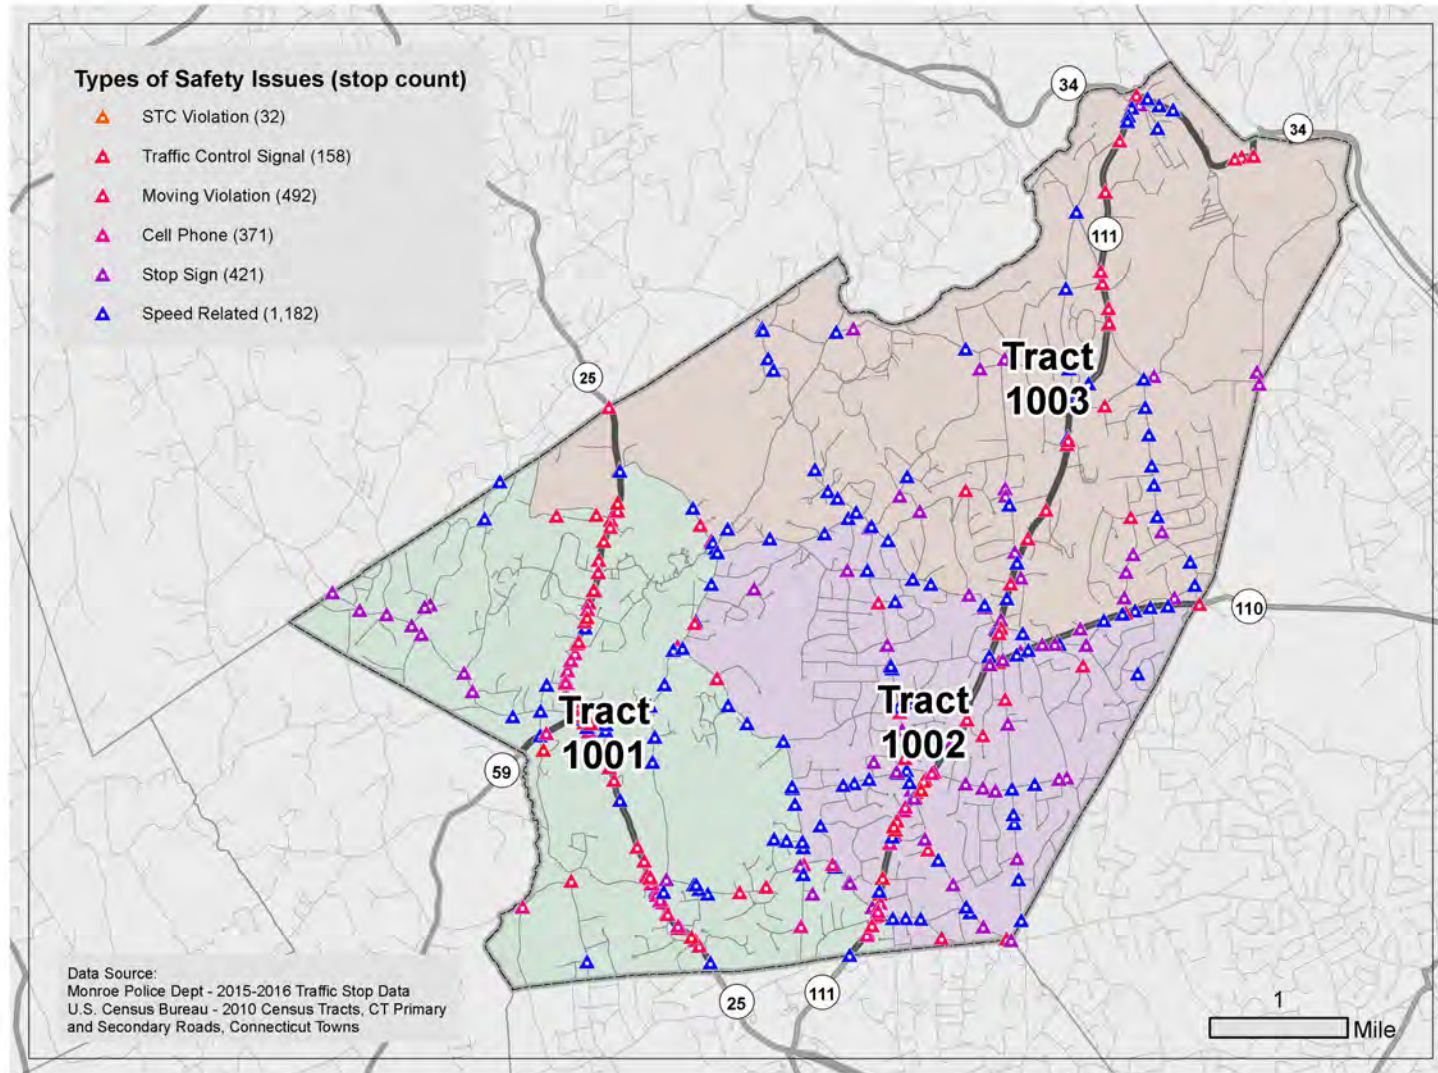 Types of Safety Issues (stop count)
STC Violation (32)
Traffic Control Signal (158)
Moving Violation (492)
Cell Phone (371)
Stop Sign (421)
Speed Related (1,182)
34
34
111
25
Tract
1003
110
Tract
1001
Tract
1002
59
Data Source:
Monroe Police Dept - 2015-2016 Traffic Stop Data
U.S. Census Bureau - 2010 Census Tracts, CT Primary
and Secondary Roads, Connecticut Towns
25
111
1
Mile